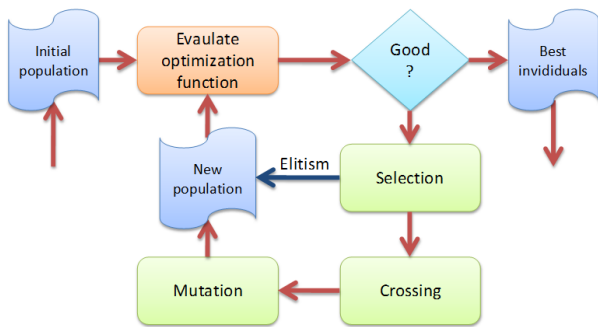 Initial
population
Evaulate
optimization
function
Good
?
Best
invididuals
New
population
Elitism
Selection
Mutation
Crossing